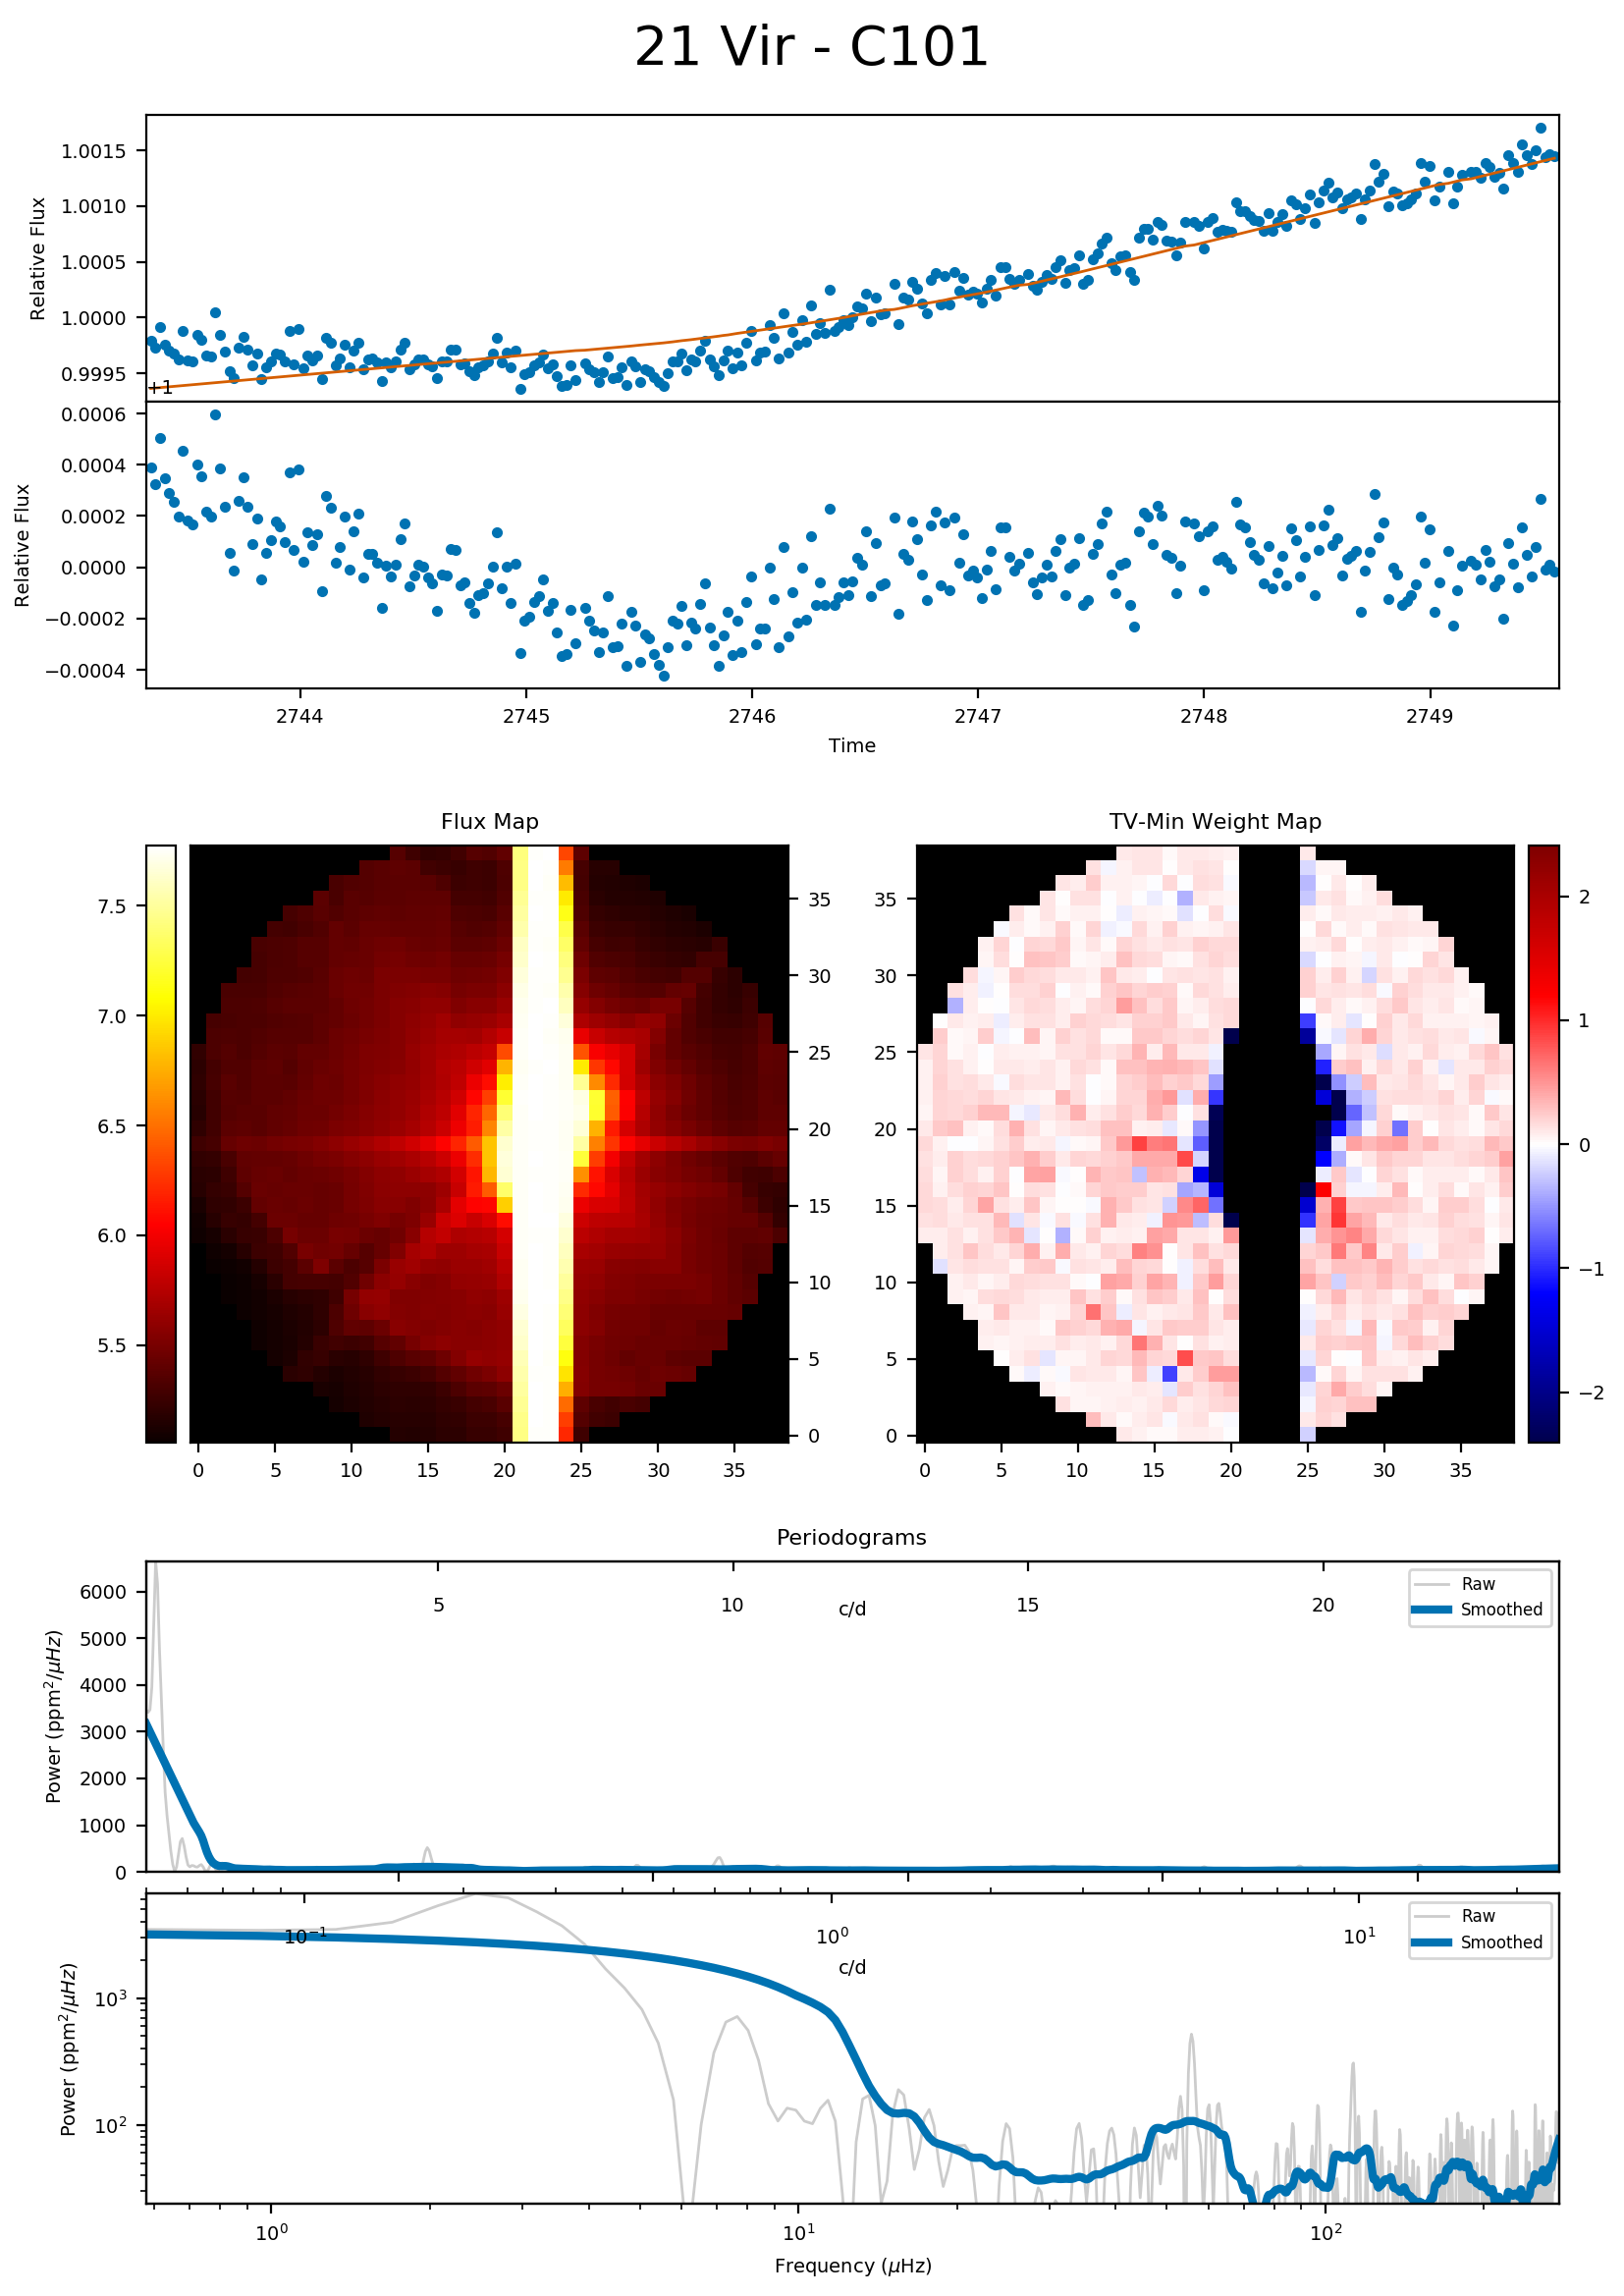 21 Vir - C101
Relative Flux
1.0015
1.0010
1.0005
1.0000
0.9995
+1
Relative Flux
0.0006
0.0004
0.0002
0.0000
−0.0002
−0.0004
2744 2745 2746 2747 2748 2749
Time
Flux Map
7.5
7.0
6.5
6.0
5.5
35
30
25
20
15
10
5
0
0 5 10 15 20 25 30 35
TV-Min Weight Map
35
30
25
20
15
10
5
0
0 5 10 15 20 25 30 35
2
1
0
−1
−2
Periodograms
Power (ppm²/μHz)
6000
5000
4000
3000
2000
1000
0
5 10 15 20
c/d
Raw
Smoothed
Power (ppm²/μHz)
10³
10²
10⁻¹ 10⁰ 10¹
c/d
Raw
Smoothed
10⁰ 10¹ 10²
Frequency (μHz)